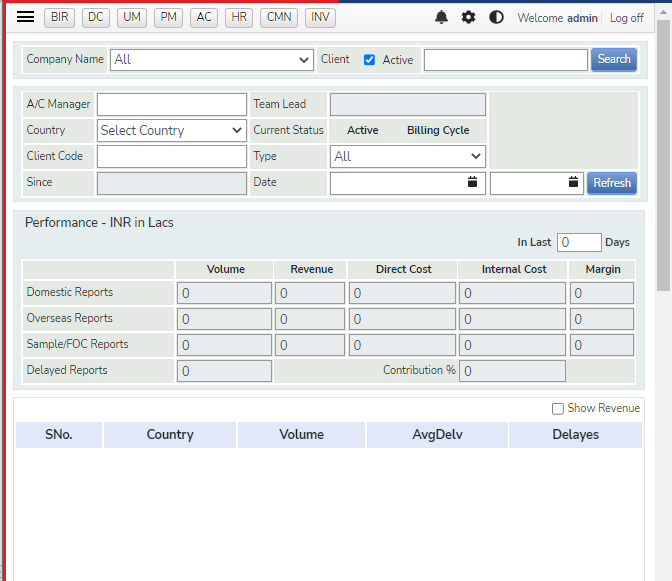 BIR DC UM PM AC HR CMN INV Welcome admin Log off
Company Name All Client Active Search
A/C Manager Team Lead
Country Select Country Current Status Active Billing Cycle
Client Code Type All
Since Date Refresh
Performance - INR in Lacs
In Last 0 Days
Volume Revenue Direct Cost Internal Cost Margin
Domestic Reports 0 0 0 0 0
Overseas Reports 0 0 0 0 0
Sample/FOC Reports 0 0 0 0 0
Delayed Reports 0 Contribution % 0
Show Revenue
SNo. Country Volume AvgDelv Delayes